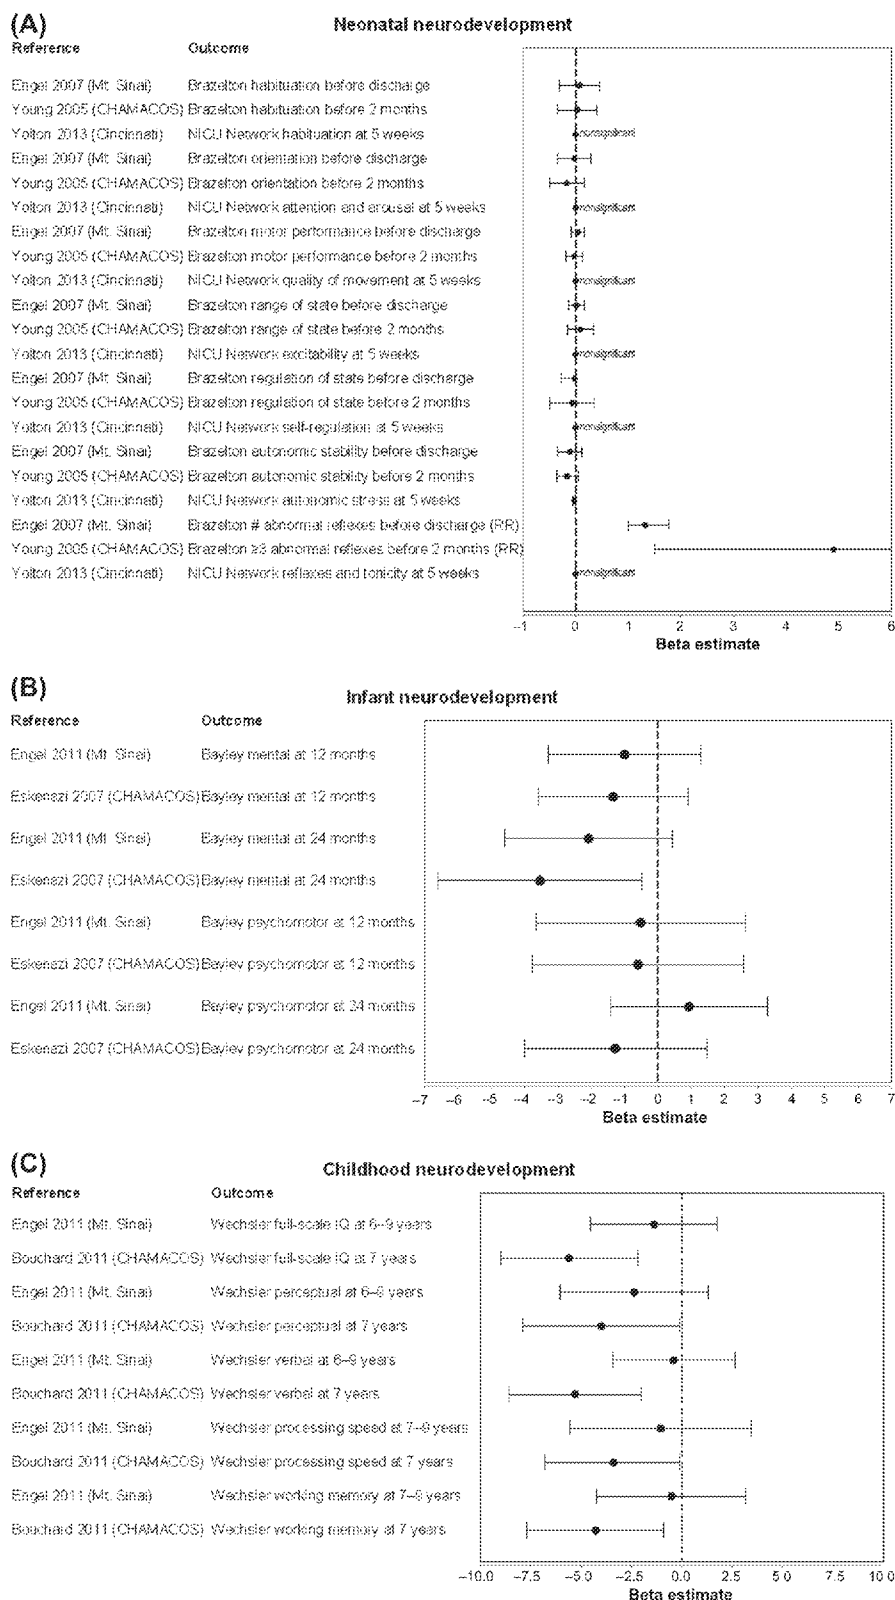 (A) Neonatal neurodevelopment
Reference Outcome
Engel 2007 (Mt. Sinai) Brazelton habituation before discharge
Young 2005 (CHAMACOS) Brazelton habituation before 2 months
Yolton 2013 (Cincinnati) NICU Network habituation at 5 weeks nonsignificant
Engel 2007 (Mt. Sinai) Brazelton orientation before discharge
Young 2005 (CHAMACOS) Brazelton orientation before 2 months
Yolton 2013 (Cincinnati) NICU Network attention and arousal at 5 weeks nonsignificant
Engel 2007 (Mt. Sinai) Brazelton motor performance before discharge
Young 2005 (CHAMACOS) Brazelton motor performance before 2 months
Yolton 2013 (Cincinnati) NICU Network quality of movement at 5 weeks nonsignificant
Engel 2007 (Mt. Sinai) Brazelton range of state before discharge
Young 2005 (CHAMACOS) Brazelton range of state before 2 months
Yolton 2013 (Cincinnati) NICU Network excitability at 5 weeks nonsignificant
Engel 2007 (Mt. Sinai) Brazelton regulation of state before discharge
Young 2005 (CHAMACOS) Brazelton regulation of state before 2 months
Yolton 2013 (Cincinnati) NICU Network self-regulation at 5 weeks nonsignificant
Engel 2007 (Mt. Sinai) Brazelton autonomic stability before discharge
Young 2005 (CHAMACOS) Brazelton autonomic stability before 2 months
Yolton 2013 (Cincinnati) NICU Network autonomic stress at 5 weeks
Engel 2007 (Mt. Sinai) Brazelton # abnormal reflexes before discharge (RR)
Young 2005 (CHAMACOS) Brazelton ≥3 abnormal reflexes before 2 months (RR)
Yolton 2013 (Cincinnati) NICU Network reflexes and tonicity at 5 weeks nonsignificant
–1 0 1 2 3 4 5 6
Beta estimate
(B) Infant neurodevelopment
Reference Outcome
Engel 2011 (Mt. Sinai) Bayley mental at 12 months
Eskenazi 2007 (CHAMACOS) Bayley mental at 12 months
Engel 2011 (Mt. Sinai) Bayley mental at 24 months
Eskenazi 2007 (CHAMACOS) Bayley mental at 24 months
Engel 2011 (Mt. Sinai) Bayley psychomotor at 12 months
Eskenazi 2007 (CHAMACOS) Bayley psychomotor at 12 months
Engel 2011 (Mt. Sinai) Bayley psychomotor at 24 months
Eskenazi 2007 (CHAMACOS) Bayley psychomotor at 24 months
–7 –6 –5 –4 –3 –2 –1 0 1 2 3 4 5 6 7
Beta estimate
(C) Childhood neurodevelopment
Reference Outcome
Engel 2011 (Mt. Sinai) Wechsler full-scale IQ at 6–9 years
Bouchard 2011 (CHAMACOS) Wechsler full-scale IQ at 7 years
Engel 2011 (Mt. Sinai) Wechsler perceptual at 6–9 years
Bouchard 2011 (CHAMACOS) Wechsler perceptual at 7 years
Engel 2011 (Mt. Sinai) Wechsler verbal at 6–9 years
Bouchard 2011 (CHAMACOS) Wechsler verbal at 7 years
Engel 2011 (Mt. Sinai) Wechsler processing speed at 7–9 years
Bouchard 2011 (CHAMACOS) Wechsler processing speed at 7 years
Engel 2011 (Mt. Sinai) Wechsler working memory at 7–9 years
Bouchard 2011 (CHAMACOS) Wechsler working memory at 7 years
–10.0 –7.5 –5.0 –2.5 0.0 2.5 5.0 7.5 10.0
Beta estimate